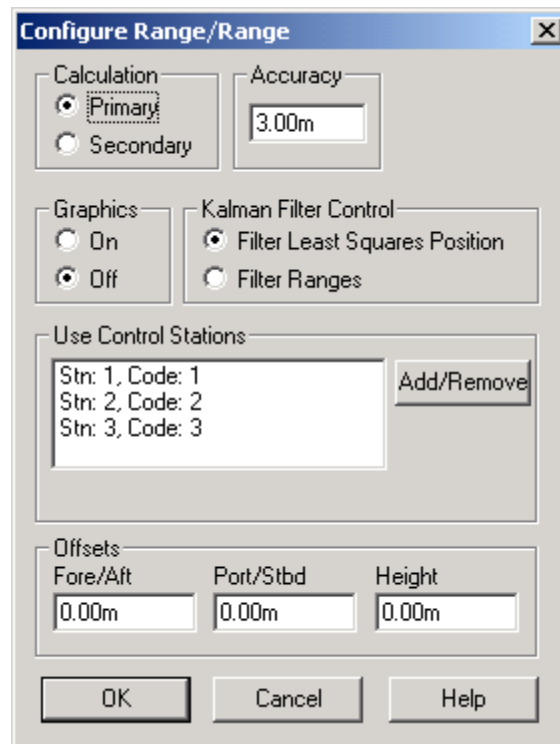 Configure Range/Range
Calculation
Primary
Secondary
Accuracy
3.00m
Graphics
On
Off
Kalman Filter Control
Filter Least Squares Position
Filter Ranges
Use Control Stations
Stn: 1, Code: 1
Stn: 2, Code: 2
Stn: 3, Code: 3
Add/Remove
Offsets
Fore/Aft
Port/Stbd
Height
0.00m
0.00m
0.00m
OK
Cancel
Help